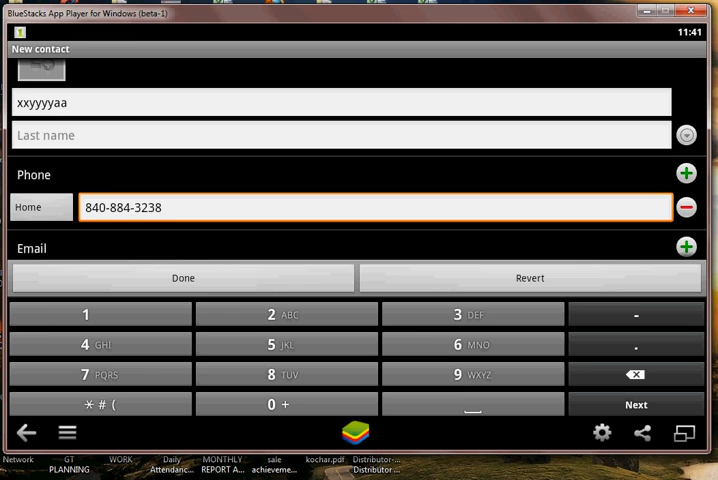 BlueStacks App Player for Windows (beta-1)
11:41
New contact
xxyyyyaa
Last name
Phone
Home 840-884-3238
Email
Done Revert
1 2 ABC 3 DEF -
4 GHI 5 JKL 6 MNO .
7 PQRS 8 TUV 9 WXYZ
* # ( 0 + Next
Network GT PLANNING WORK Daily Attendanc... MONTHLY REPORT A... sale achieveme... kochar.pdf Distributor-... Distributor ...